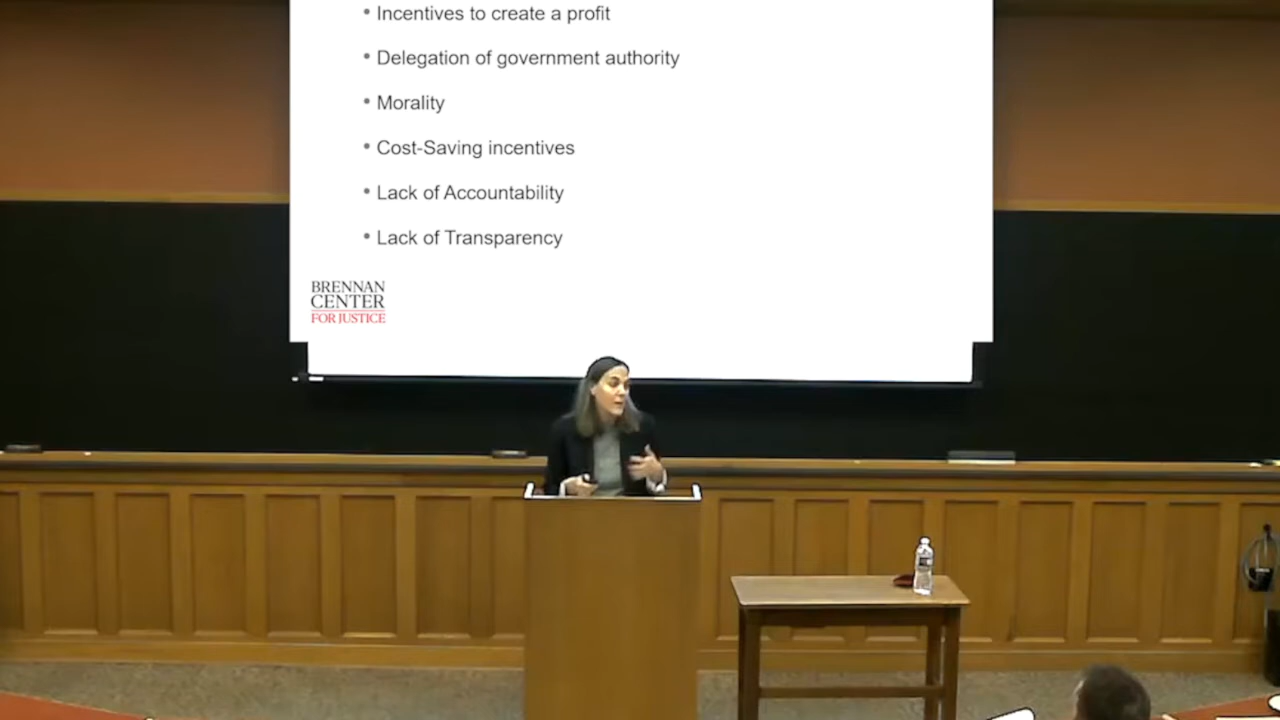 • Incentives to create a profit
• Delegation of government authority
• Morality
• Cost-Saving incentives
• Lack of Accountability
• Lack of Transparency
BRENNAN
CENTER
FOR JUSTICE